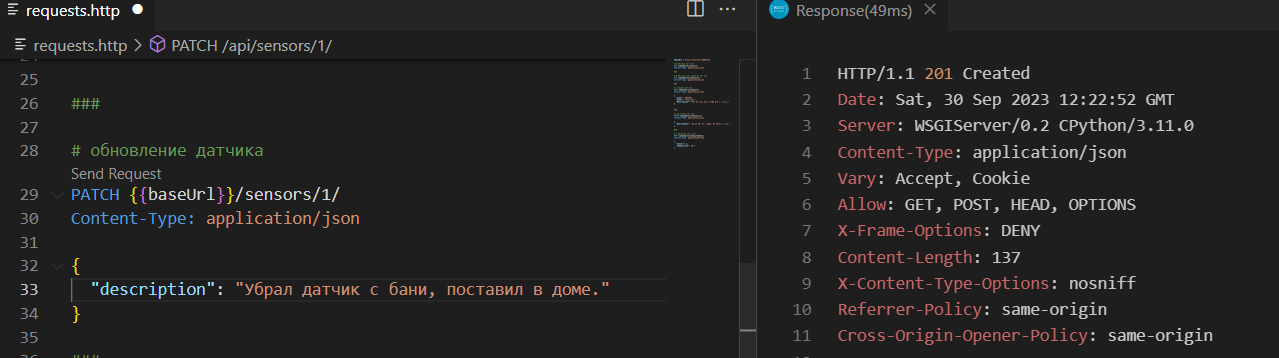 requests.http
requests.http > PATCH /api/sensors/1/
25
26 ###
27
28 # обновление датчика
Send Request
29 PATCH {{baseUrl}}/sensors/1/
30 Content-Type: application/json
31
32 {
33 "description": "Убрал датчик с бани, поставил в доме."
34 }
35
Response(49ms)
1 HTTP/1.1 201 Created
2 Date: Sat, 30 Sep 2023 12:22:52 GMT
3 Server: WSGIServer/0.2 CPython/3.11.0
4 Content-Type: application/json
5 Vary: Accept, Cookie
6 Allow: GET, POST, HEAD, OPTIONS
7 X-Frame-Options: DENY
8 Content-Length: 137
9 X-Content-Type-Options: nosniff
10 Referrer-Policy: same-origin
11 Cross-Origin-Opener-Policy: same-origin